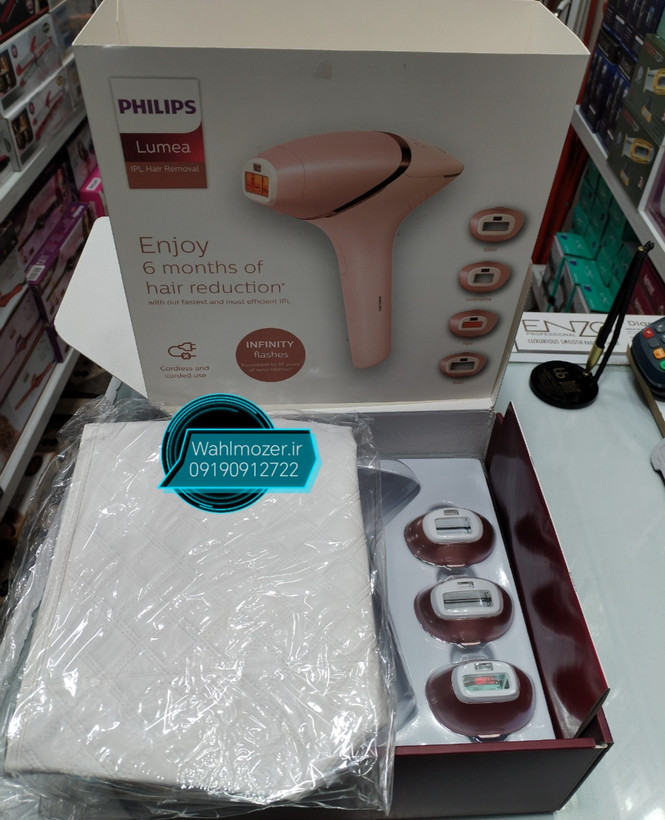 PHILIPS
Lumea
IPL Hair Removal
Enjoy
6 months of
hair reduction*
with our fastest and most efficient IPL
Cordless and
corded use
INFINITY
flashes
ENZO
PROFESSIONAL
Wahlmozer.ir
09190912722